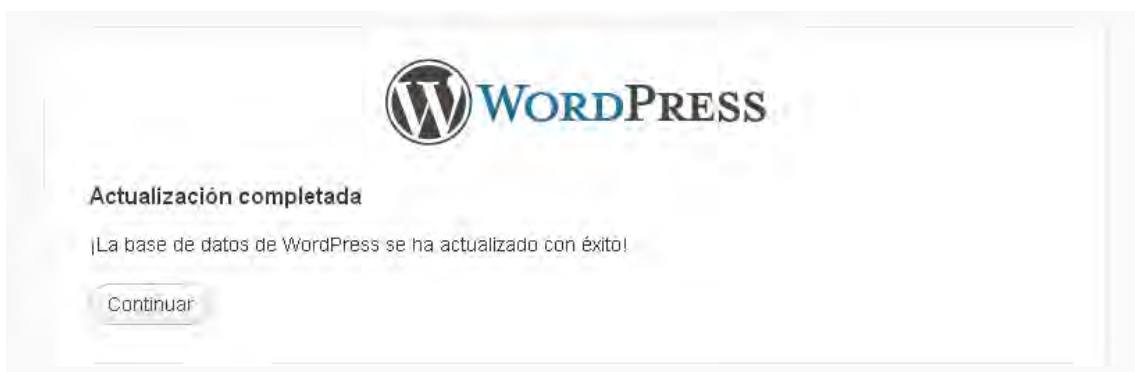 WORDPRESS
Actualización completada
¡La base de datos de WordPress se ha actualizado con éxito!
Continuar